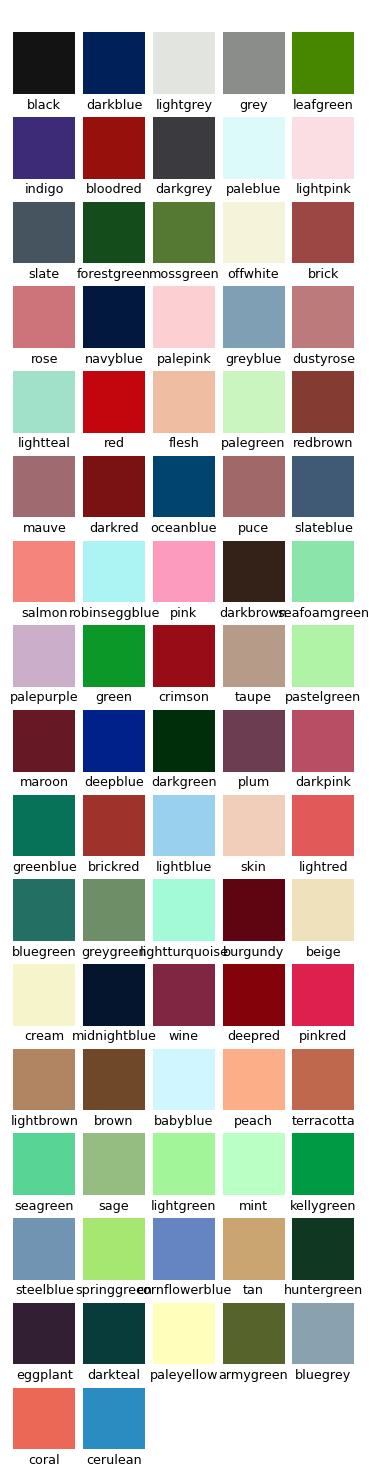 black darkblue lightgrey grey leafgreen
indigo bloodred darkgrey paleblue lightpink
slate forestgreen mossgreen offwhite brick
rose navyblue palepink greyblue dustyrose
lightteal red flesh palegreen redbrown
mauve darkred oceanblue puce slateblue
salmon robinseggblue pink darkbrown seafoamgreen
palepurple green crimson taupe pastelgreen
maroon deepblue darkgreen plum darkpink
greenblue brickred lightblue skin lightred
bluegreen greygreen lightturquoise burgundy beige
cream midnightblue wine deepred pinkred
lightbrown brown babyblue peach terracotta
seagreen sage lightgreen mint kellygreen
steelblue springgreen cornflowerblue tan huntergreen
eggplant darkteal paleyellow armygreen bluegrey
coral cerulean